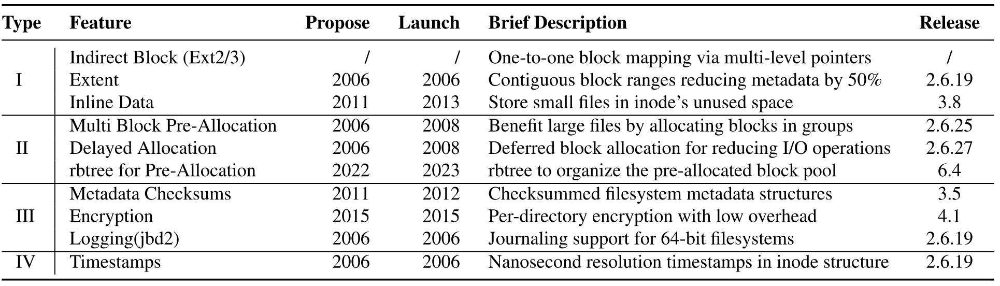 Type Feature Propose Launch Brief Description Release
Indirect Block (Ext2/3) / / One-to-one block mapping via multi-level pointers /
I Extent 2006 2006 Contiguous block ranges reducing metadata by 50% 2.6.19
Inline Data 2011 2013 Store small files in inode’s unused space 3.8
Multi Block Pre-Allocation 2006 2008 Benefit large files by allocating blocks in groups 2.6.25
II Delayed Allocation 2006 2008 Deferred block allocation for reducing I/O operations 2.6.27
rbtree for Pre-Allocation 2022 2023 rbtree to organize the pre-allocated block pool 6.4
Metadata Checksums 2011 2012 Checksummed filesystem metadata structures 3.5
III Encryption 2015 2015 Per-directory encryption with low overhead 4.1
Logging(jbd2) 2006 2006 Journaling support for 64-bit filesystems 2.6.19
IV Timestamps 2006 2006 Nanosecond resolution timestamps in inode structure 2.6.19